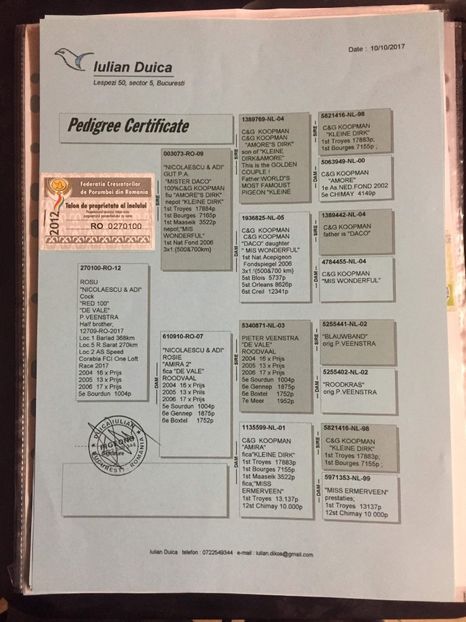 Iulian Duica
Lespezi 50, sector 5, Bucuresti
Date : 10/10/2017
Pedigree Certificate
Federatia Crescatorilor
de Porumbei din Romania
Talon de proprietate al inelului
2012
RO 0270100
270100-RO-12
ROSU
"NICOLAESCU & ADI"
Cock
"RED 100"
"DE VALE"
P.VEENSTRA
Half brother,
12709-RO-2017
Loc.1 Barlad 368km
Loc.5 R.Sarat 270km
Loc.2 AS Speed
Corabia FCI One Loft
Race 2017
2004 16 x Prijs
2005 13 x Prijs
2006 17 x Prijs
5e Sourdun 1004p
003073-RO-09
"NICOLAESCU & ADI"
GUT P.A.
"MISTER DACO"
100%C&G KOOPMAN
fiu "AMORE'S DIRK"
nepot "KLEINE DIRK"
1st Troyes 17884p
1st Bourges 7165p
1st Maaseik 3522p
nepot,"MIS
WONDERFUL"
1st Nat Fond 2006
3x1:(500&700km)
SIRE
DAM
610910-RO-07
"NICOLAESCU & ADI"
ROSIE
"AMIRA 2"
fica "DE VALE"
ROODVAAL
2004 16 x Prijs
2005 13 x Prijs
2006 17 x Prijs
5e Sourdun 1004p
6e Gennep 1875p
6e Boxtel 1752p
1389769-NL-04
C&G KOOPMAN
C&G KOOPMAN
"AMORE'S DIRK"
son of "KLEINE
DIRK&AMORE"
This is the GOLDEN
COUPLE !
Father:WORLD"S
MOST FAMOUIST
PIGEON "KLEINE
1936825-NL-05
C&G KOOPMAN
C&G KOOPMAN
"DACO" daughter
" MIS WONDERFUL"
1st Nat Acepigeon
Fondspiegel 2006
3x1!(500&700 km)
5st Blois 5737p
5st Orleans 8626p
6st Creil 12341p
5340871-NL-03
PIETER VEENSTRA
"DE VALE"
ROODVAAL
2004 16 x Prijs
2005 13 x Prijs
2006 17 x Prijs
5e Sourdun 1004p
6e Gennep 1875p
6e Boxtel 1752p
7e Meer 1952p
1135599-NL-01
C&G KOOPMAN
"AMIRA"
fica"KLEINE DIRK"
1st Troyes 17883p
1st Bourges 7155p
1st Maaseik 3522p
fica,"MISS
ERMERVEEN"
1st Troyes 13.137p
12st Chimay 10.000p
5821416-NL-98
C&G KOOPMAN
"KLEINE DIRK"
1st Troyes 17883p,
1st Bourges 7155p ,
5063949-NL-00
C&G KOOPMAN
"AMORE"
1e As.NED.FOND 2002
5e CHIMAY 4149p
1389442-NL-04
C&G KOOPMAN
father is "DACO"
4784455-NL-04
C&G KOOPMAN
"MIS WONDERFUL"
5255441-NL-02
"BLAUWBAND"
orig P.VEENSTRA
5255402-NL-02
"ROODKRAS"
orig P. VEENSTRA
5821416-NL-98
C&G KOOPMAN
"KLEINE DIRK"
1st Troyes 17883p,
1st Bourges 7155p ,
5971353-NL-99
"MISS ERMERVEEN"
prestaties;
1st Troyes 13137p
12st Chimay 10 000p
Iulian Duica telefon : 0722549344 e-mail : iulian.dikos@gmail.com